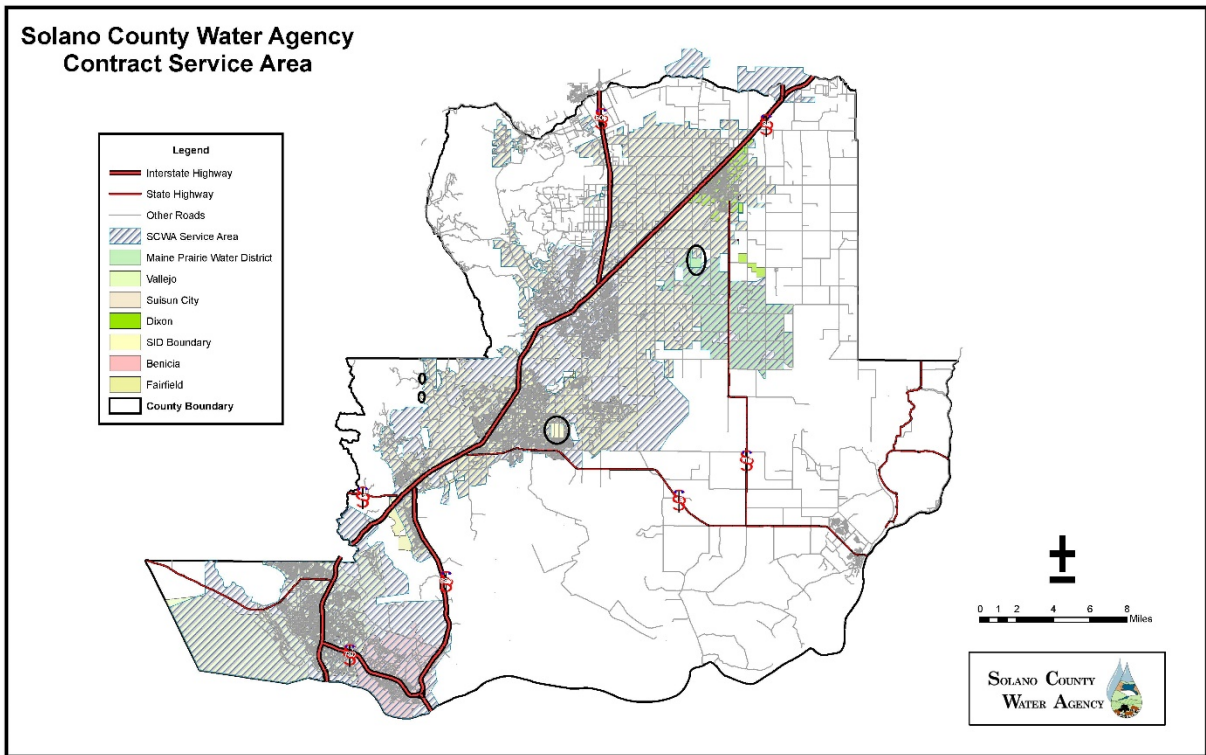 Solano County Water Agency
Contract Service Area
Legend
Interstate Highway
State Highway
Other Roads
SCWA Service Area
Maine Prairie Water District
Vallejo
Suisun City
Dixon
SID Boundary
Benicia
Fairfield
County Boundary
0 1 2 4 6 8
Miles
SOLANO COUNTY
WATER AGENCY